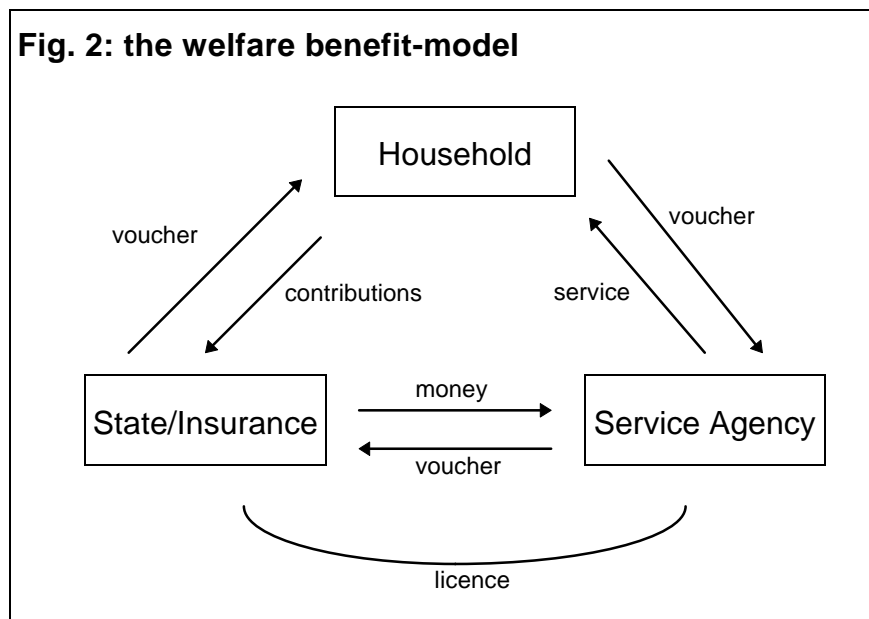 Fig. 2: the welfare benefit-model
Household
voucher
voucher
contributions
service
State/Insurance
money
voucher
Service Agency
licence